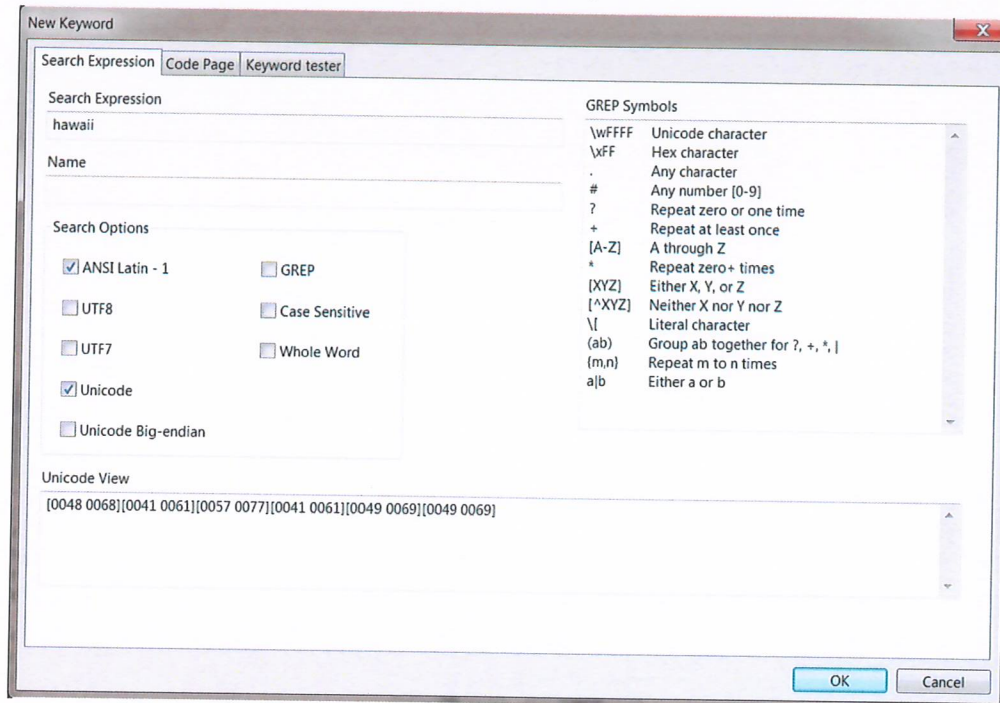 New Keyword
X
Search Expression Code Page Keyword tester
Search Expression
hawaii
Name
Search Options
ANSI Latin - 1
GREP
UTF8
Case Sensitive
UTF7
Whole Word
Unicode
Unicode Big-endian
GREP Symbols
\wFFFF Unicode character
\xFF Hex character
. Any character
# Any number [0-9]
? Repeat zero or one time
+ Repeat at least once
[A-Z] A through Z
* Repeat zero+ times
[XYZ] Either X, Y, or Z
[^XYZ] Neither X nor Y nor Z
\[ Literal character
(ab) Group ab together for ?, +, *, |
{m,n} Repeat m to n times
a|b Either a or b
Unicode View
[0048 0068][0041 0061][0057 0077][0041 0061][0049 0069][0049 0069]
OK Cancel